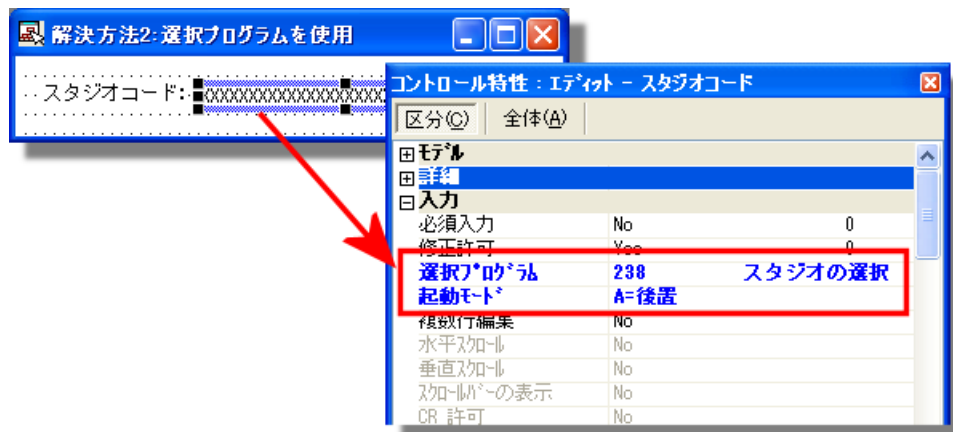 解決方法2:選択プログラムを使用
スタジオコード:XXXXXXXXXXXXXXXXXXXX
コントロール特性:エディット - スタジオコード
区分(C) 全体(A)
モデル
詳細
入力
必須入力 No 0
修正許可 Yes 0
選択プログラム 238 スタジオの選択
起動モード A=後置
複数行編集 No
水平スクロール No
垂直スクロール No
スクロールバーの表示 No
CR 許可 No